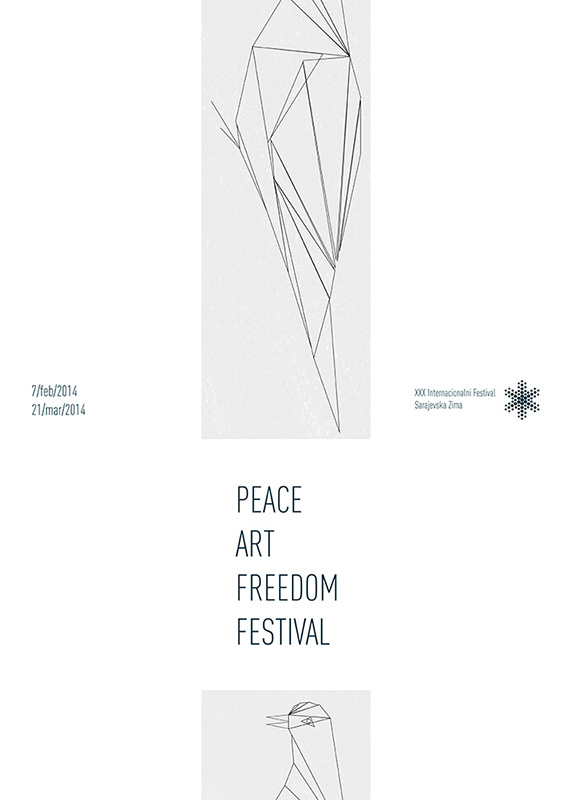 7/feb/2014
21/mar/2014
XXX Internacionalni Festival
Sarajevska Zima
PEACE
ART
FREEDOM
FESTIVAL